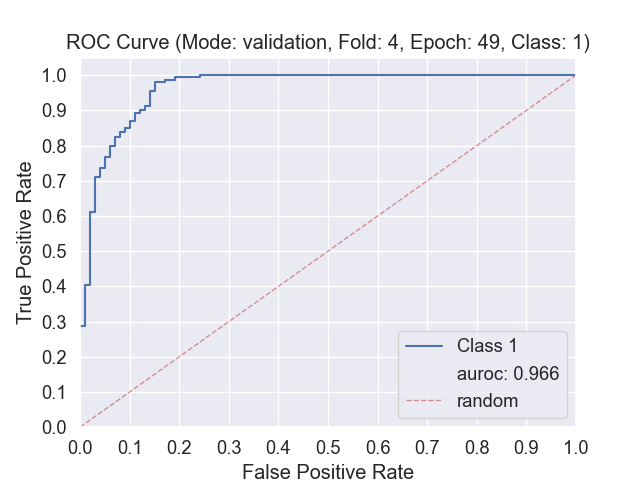 ROC Curve (Mode: validation, Fold: 4, Epoch: 49, Class: 1)
1.0
0.9
0.8
0.7
0.6
0.5
0.4
0.3
0.2
0.1
0.0
True Positive Rate
Class 1
auroc: 0.966
random
0.0 0.1 0.2 0.3 0.4 0.5 0.6 0.7 0.8 0.9 1.0
False Positive Rate